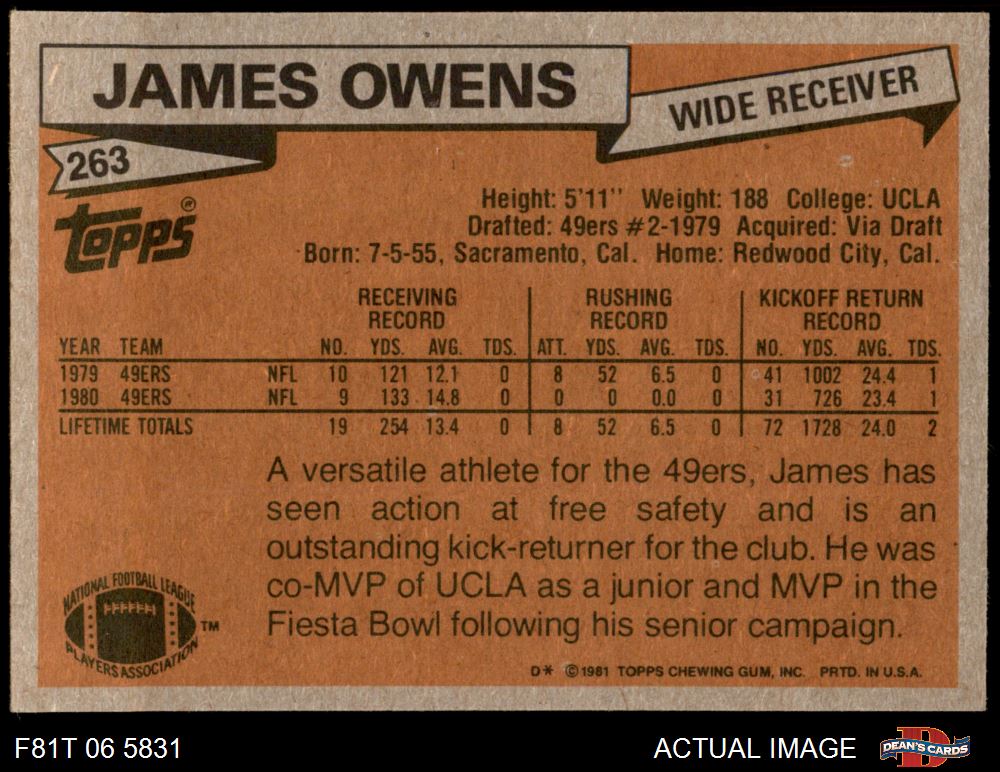 JAMES OWENS
WIDE RECEIVER
263
Topps®
Height: 5'11" Weight: 188 College: UCLA
Drafted: 49ers #2-1979 Acquired: Via Draft
Born: 7-5-55, Sacramento, Cal. Home: Redwood City, Cal.
RECEIVING RECORD RUSHING RECORD KICKOFF RETURN RECORD
YEAR TEAM NO. YDS. AVG. TDS. ATT. YDS. AVG. TDS. NO. YDS. AVG. TDS.
1979 49ERS NFL 10 121 12.1 0 8 52 6.5 0 41 1002 24.4 1
1980 49ERS NFL 9 133 14.8 0 0 0 0.0 0 31 726 23.4 1
LIFETIME TOTALS 19 254 13.4 0 8 52 6.5 0 72 1728 24.0 2
A versatile athlete for the 49ers, James has
seen action at free safety and is an
outstanding kick-returner for the club. He was
co-MVP of UCLA as a junior and MVP in the
Fiesta Bowl following his senior campaign.
NATIONAL FOOTBALL LEAGUE
PLAYERS ASSOCIATION
TM
D* ©1981 TOPPS CHEWING GUM, INC. PRTD. IN U.S.A.
F81T 06 5831
ACTUAL IMAGE
DEAN'S CARDS